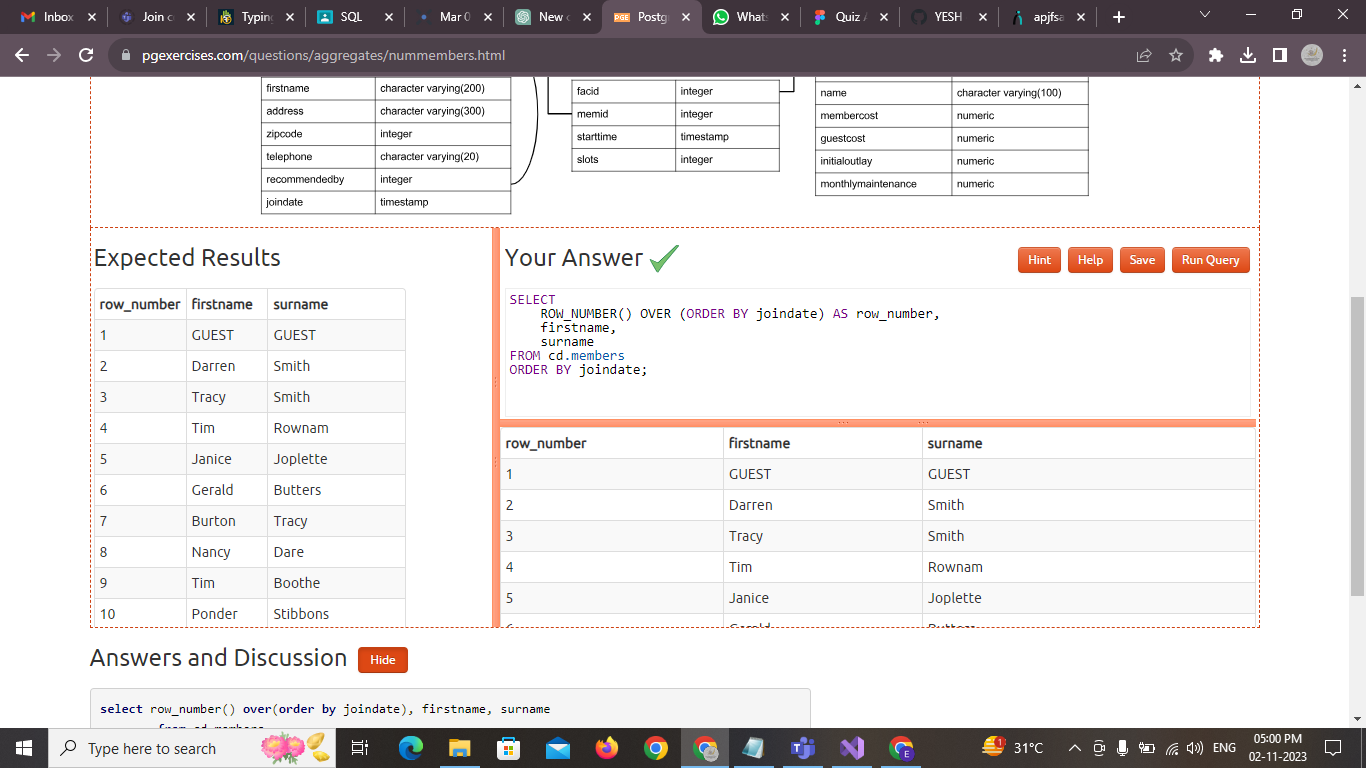 Inbox
Join c
Typing
SQL
Mar 0
New c
PGE Postg
What
Quiz
YESH
apjfsa
pgexercises.com/questions/aggregates/nummembers.html
firstname character varying(200)
address character varying(300)
zipcode integer
telephone character varying(20)
recommendedby integer
joindate timestamp
facid integer
memid integer
starttime timestamp
slots integer
name character varying(100)
membercost numeric
guestcost numeric
initialoutlay numeric
monthlymaintenance numeric
Expected Results
row_number firstname surname
1 GUEST GUEST
2 Darren Smith
3 Tracy Smith
4 Tim Rownam
5 Janice Joplette
6 Gerald Butters
7 Burton Tracy
8 Nancy Dare
9 Tim Boothe
10 Ponder Stibbons
Your Answer
Hint Help Save Run Query
SELECT
ROW_NUMBER() OVER (ORDER BY joindate) AS row_number,
firstname,
surname
FROM cd.members
ORDER BY joindate;
row_number firstname surname
1 GUEST GUEST
2 Darren Smith
3 Tracy Smith
4 Tim Rownam
5 Janice Joplette
6 Gerald Butters
Answers and Discussion Hide
select row_number() over(order by joindate), firstname, surname
from cd.members
Type here to search
1
31°C
ENG
05:00 PM
02-11-2023